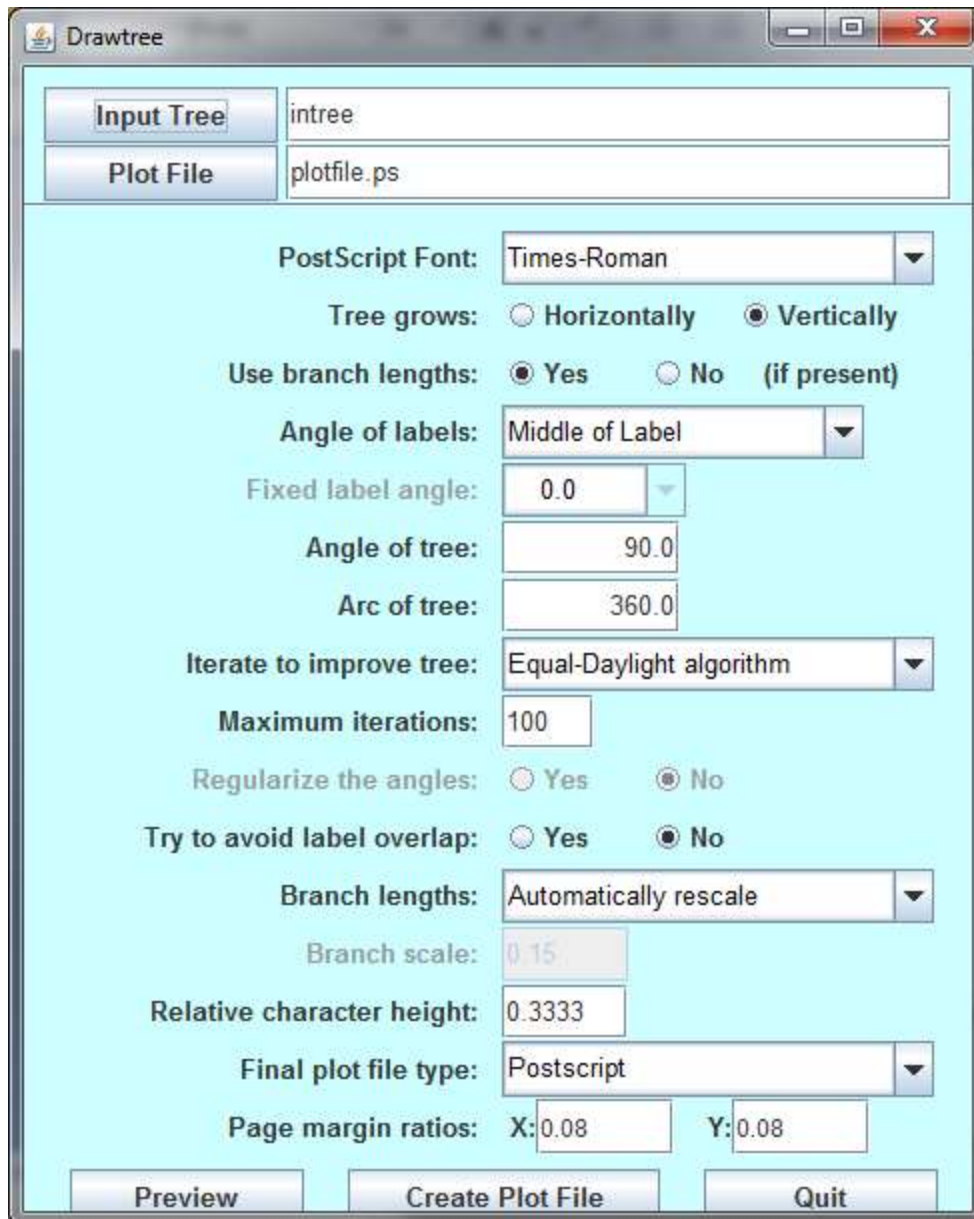 Drawtree
Input Tree intree
Plot File plotfile.ps
PostScript Font: Times-Roman
Tree grows: Horizontally Vertically
Use branch lengths: Yes No (if present)
Angle of labels: Middle of Label
Fixed label angle: 0.0
Angle of tree: 90.0
Arc of tree: 360.0
Iterate to improve tree: Equal-Daylight algorithm
Maximum iterations: 100
Regularize the angles: Yes No
Try to avoid label overlap: Yes No
Branch lengths: Automatically rescale
Branch scale: 0.15
Relative character height: 0.3333
Final plot file type: Postscript
Page margin ratios: X: 0.08 Y: 0.08
Preview Create Plot File Quit